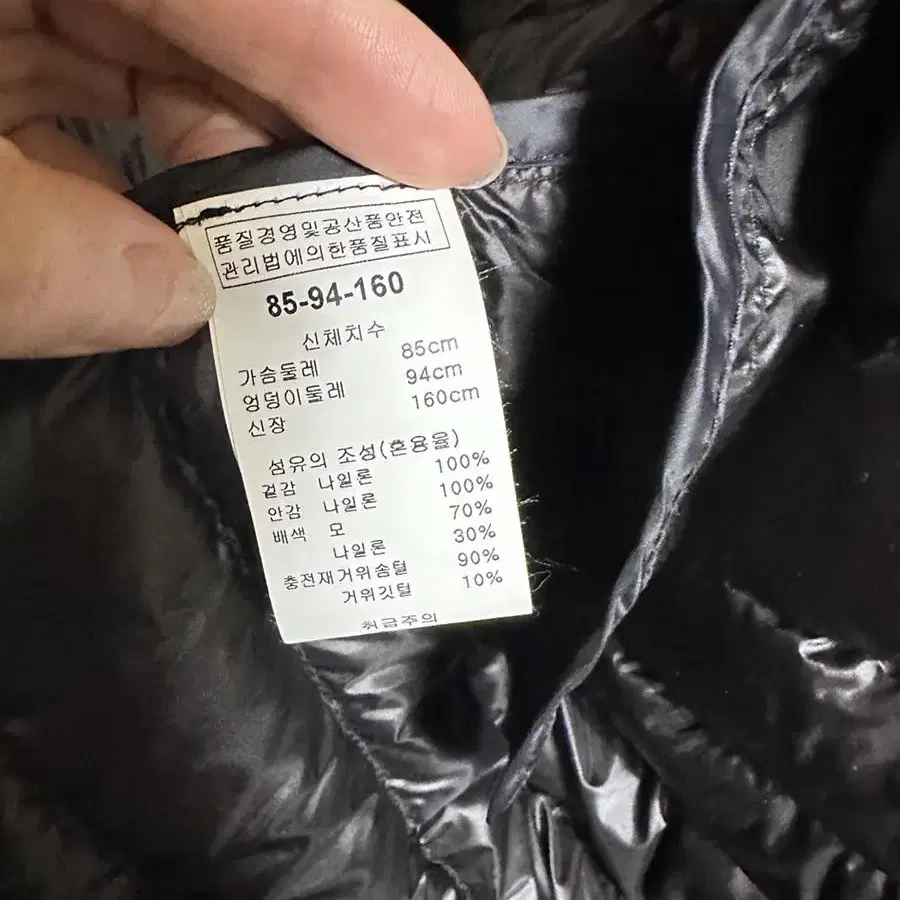 품질경영및공산품안전
관리법에의한품질표시
85-94-160
신체치수
가슴둘레 85cm
엉덩이둘레 94cm
신장 160cm
섬유의 조성(혼용율)
겉감 나일론 100%
안감 나일론 100%
배색 모 70%
나일론 30%
충전재 거위솜털 90%
거위깃털 10%
취급주의